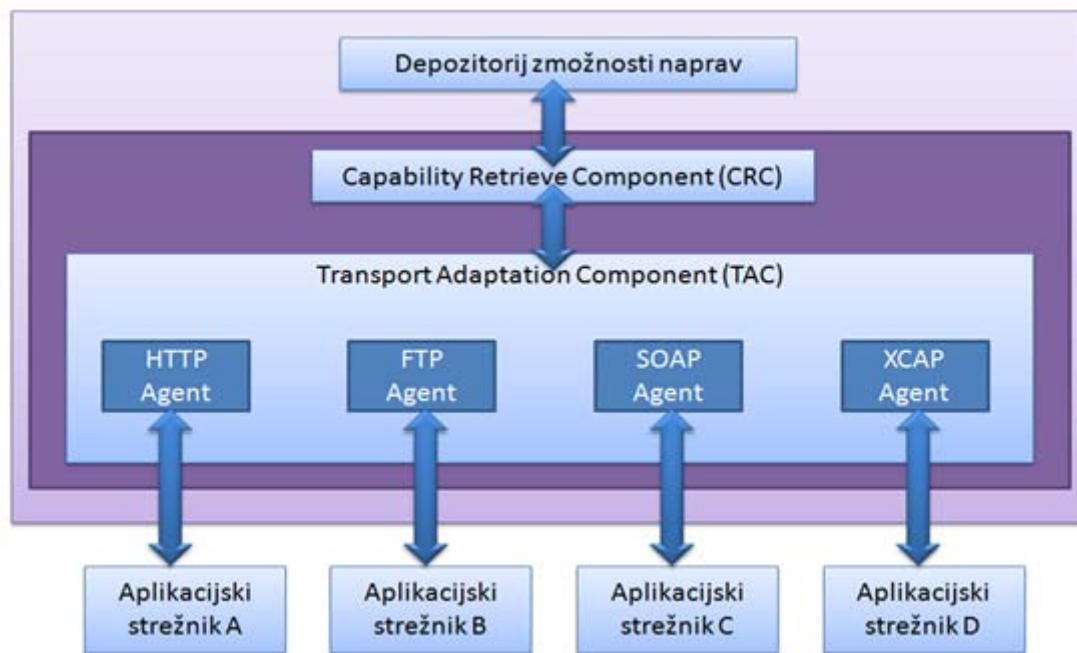 Depozitorij zmožnosti naprav
Capability Retrieve Component (CRC)
Transport Adaptation Component (TAC)
HTTP
Agent
FTP
Agent
SOAP
Agent
XCAP
Agent
Aplikacijski
strežnik A
Aplikacijski
strežnik B
Aplikacijski
strežnik C
Aplikacijski
strežnik D